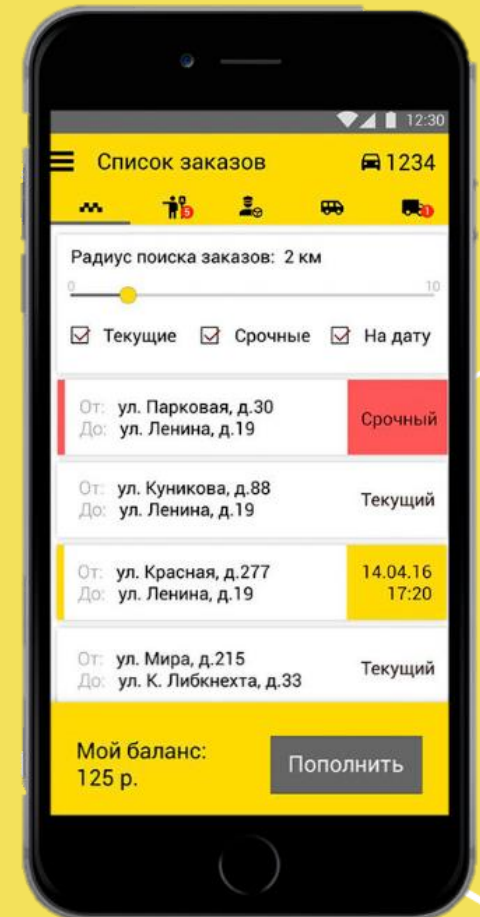 12:30
Список заказов 1234
5 1
Радиус поиска заказов: 2 км
0 10
Текущие Срочные На дату
От: ул. Парковая, д.30
До: ул. Ленина, д.19
Срочный
От: ул. Куникова, д.88
До: ул. Ленина, д.19
Текущий
От: ул. Красная, д.277
До: ул. Ленина, д.19
14.04.16
17:20
От: ул. Мира, д.215
До: ул. К. Либкнехта, д.33
Текущий
Мой баланс:
125 р.
Пополнить